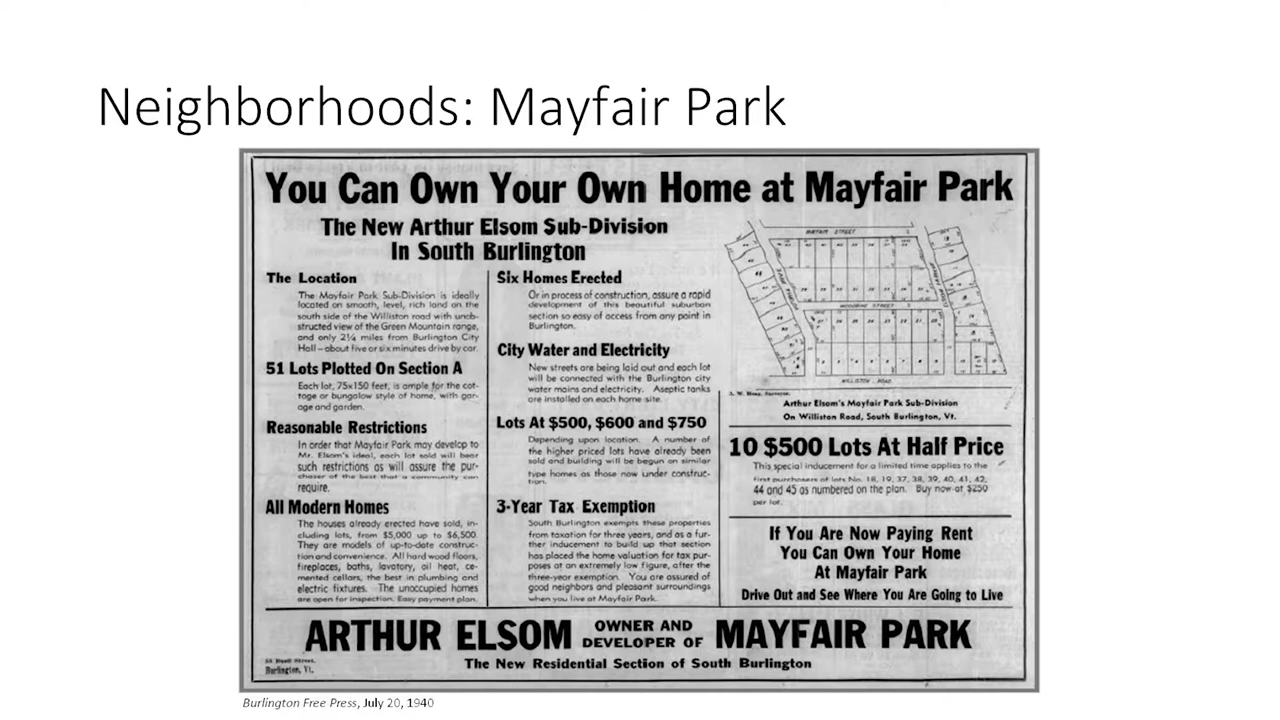 Neighborhoods: Mayfair Park
You Can Own Your Own Home at Mayfair Park
The New Arthur Elsom Sub-Division
In South Burlington
The Location
The Mayfair Park Sub-Division is ideally
located on smooth, level, rich land on the
south side of the Williston road with unob-
structed view of the Green Mountain range,
and only 2¼ miles from Burlington City
Hall—about five or six minutes drive by car.
51 Lots Plotted On Section A
Each lot, 75x150 feet, is ample for the cot-
tage or bungalow style of home, with gar-
age and garden.
Reasonable Restrictions
In order that Mayfair Park may develop to
Mr. Elsom's ideal, each lot sold will bear
such restrictions as will assure the pur-
chaser of the best that a community can
require.
All Modern Homes
The houses already erected have sold, in-
cluding lots, from $5,000 up to $6,500.
They are models of up-to-date construc-
tion and convenience. All hard wood floors,
fireplaces, baths, lavatory, oil heat, ce-
mented cellars, the best in plumbing and
electric fixtures. The unoccupied homes
are open for inspection. Easy payment plan.
Six Homes Erected
Or in process of construction, assure a rapid
development of this beautiful suburban
section so easy of access from any point in
Burlington.
City Water and Electricity
New streets are being laid out and each lot
will be connected with the Burlington city
water mains and electricity. Aseptic tanks
are installed on each home site.
Lots At $500, $600 and $750
Depending upon location. A number of
the higher priced lots have already been
sold and building will be begun on similar
type homes as those now under construc-
tion.
3-Year Tax Exemption
South Burlington exempts these properties
from taxation for three years, and as a fur-
ther inducement to build up that section
has placed the home valuation for tax pur-
poses at an extremely low figure, after the
three-year exemption. You are assured of
good neighbors and pleasant surroundings
when you live at Mayfair Park.
MAYFAIR STREET
WOODBINE STREET
WILLISTON ROAD
Arthur Elsom's Mayfair Park Sub-Division
On Williston Road, South Burlington, Vt.
10 $500 Lots At Half Price
This special inducement for a limited time applies to the
first purchasers of lots No. 18, 19, 37, 38, 39, 40, 41, 42,
44 and 45 as numbered on the plan. Buy now at $250
per lot.
If You Are Now Paying Rent
You Can Own Your Home
At Mayfair Park
Drive Out and See Where You Are Going to Live
ARTHUR ELSOM OWNER AND DEVELOPER OF MAYFAIR PARK
The New Residential Section of South Burlington
Street,
Burlington, Vt.
Burlington Free Press, July 20, 1940